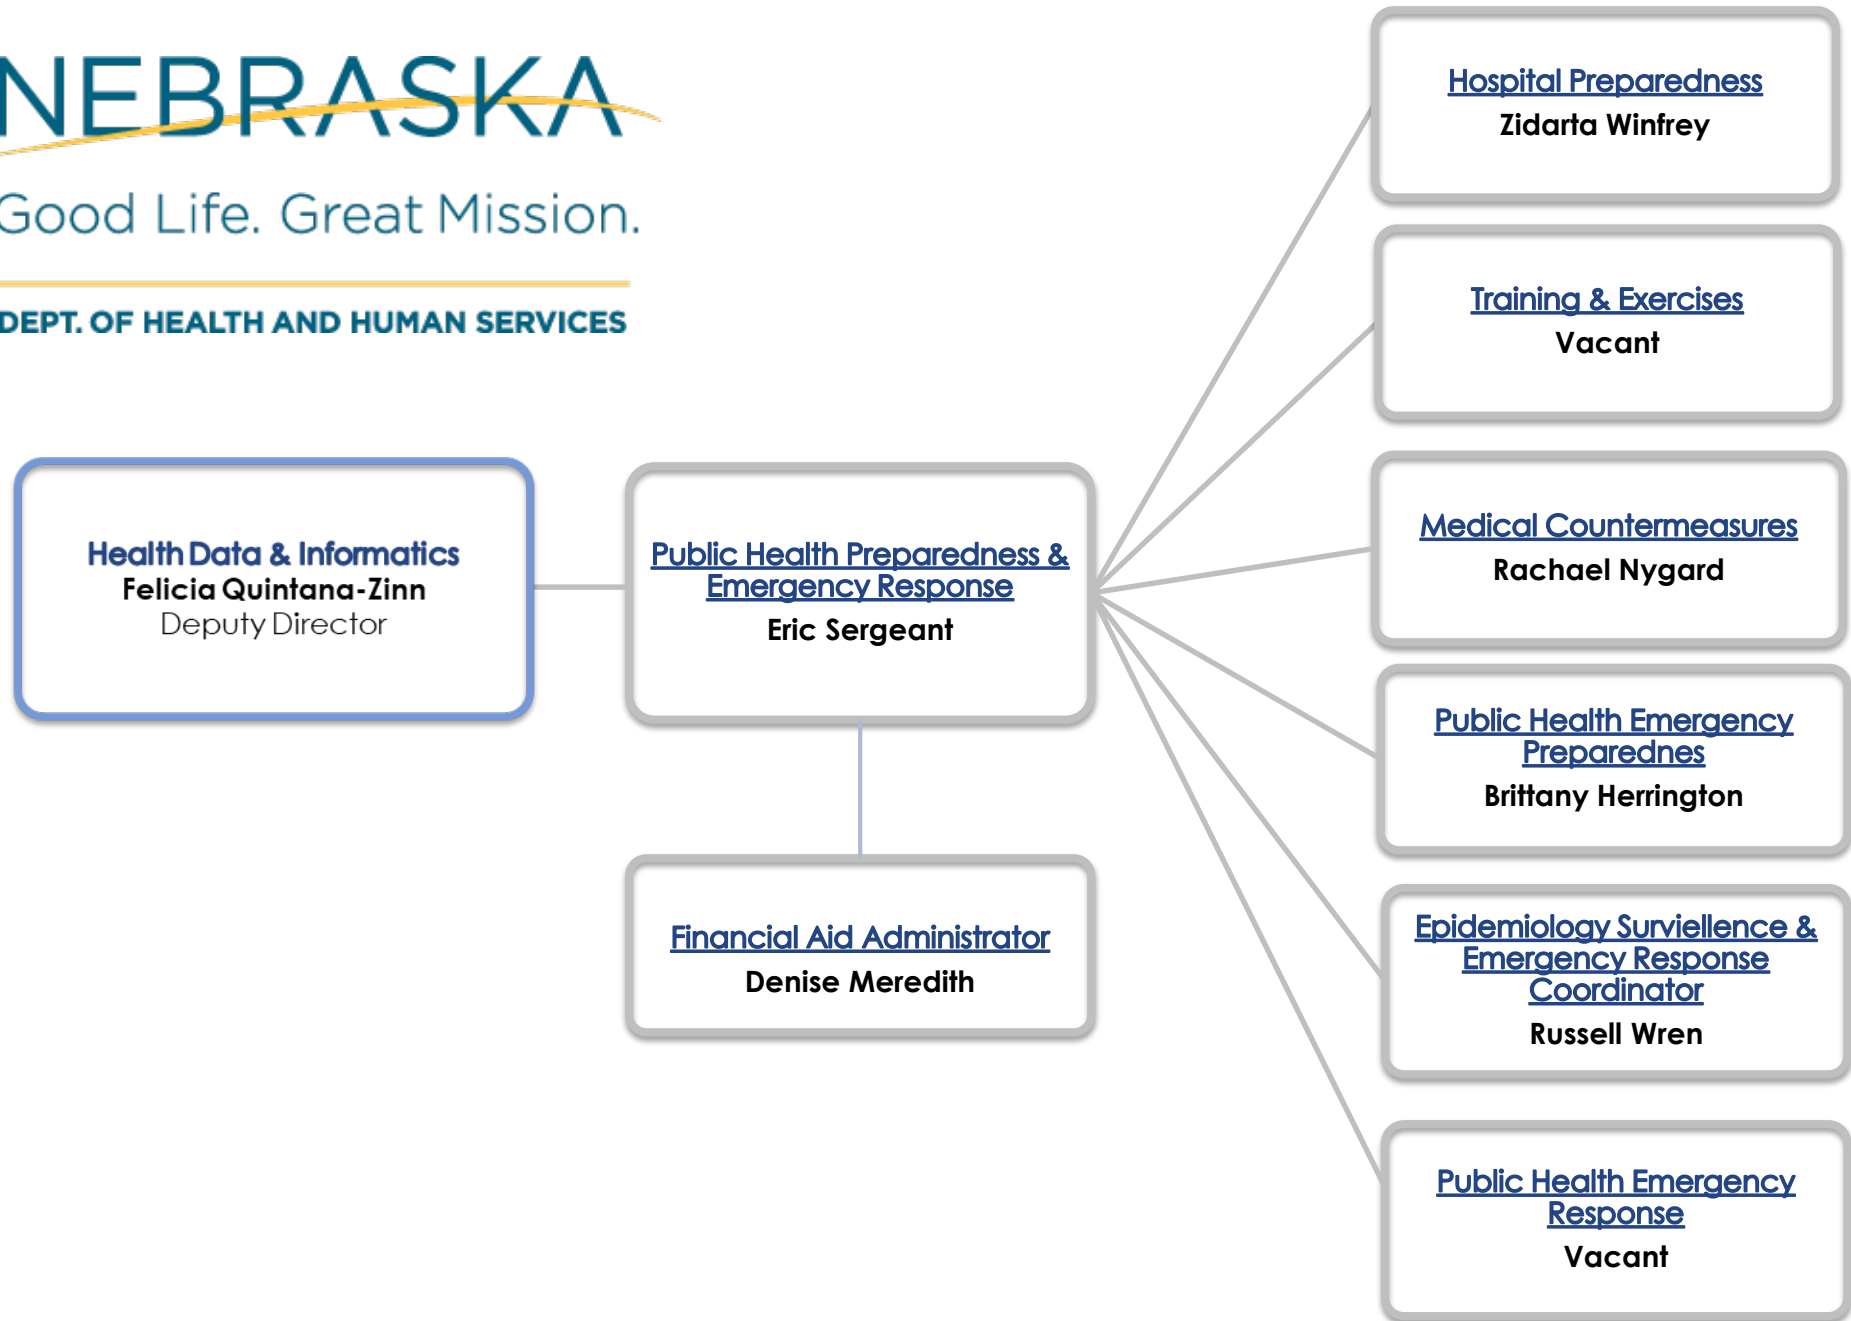 NEBRASKA
Good Life. Great Mission.
DEPT. OF HEALTH AND HUMAN SERVICES
Health Data & Informatics
Felicia Quintana-Zinn
Deputy Director
Public Health Preparedness &
Emergency Response
Eric Sergeant
Financial Aid Administrator
Denise Meredith
Hospital Preparedness
Zidarta Winfrey
Training & Exercises
Vacant
Medical Countermeasures
Rachael Nygard
Public Health Emergency
Preparednes
Brittany Herrington
Epidemiology Surviellence &
Emergency Response
Coordinator
Russell Wren
Public Health Emergency
Response
Vacant